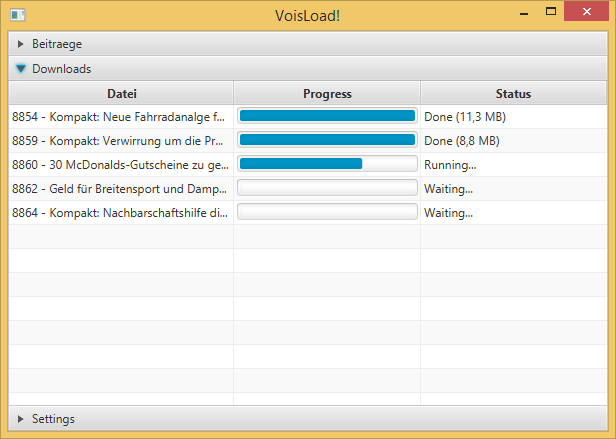 VoisLoad!
Beitraege
Downloads
Datei Progress Status
8854 - Kompakt: Neue Fahrradanalge f... Done (11,3 MB)
8859 - Kompakt: Verwirrung um die Pr... Done (8,8 MB)
8860 - 30 McDonalds-Gutscheine zu ge... Running...
8862 - Geld für Breitensport und Damp... Waiting...
8864 - Kompakt: Nachbarschaftshilfe di... Waiting...
Settings